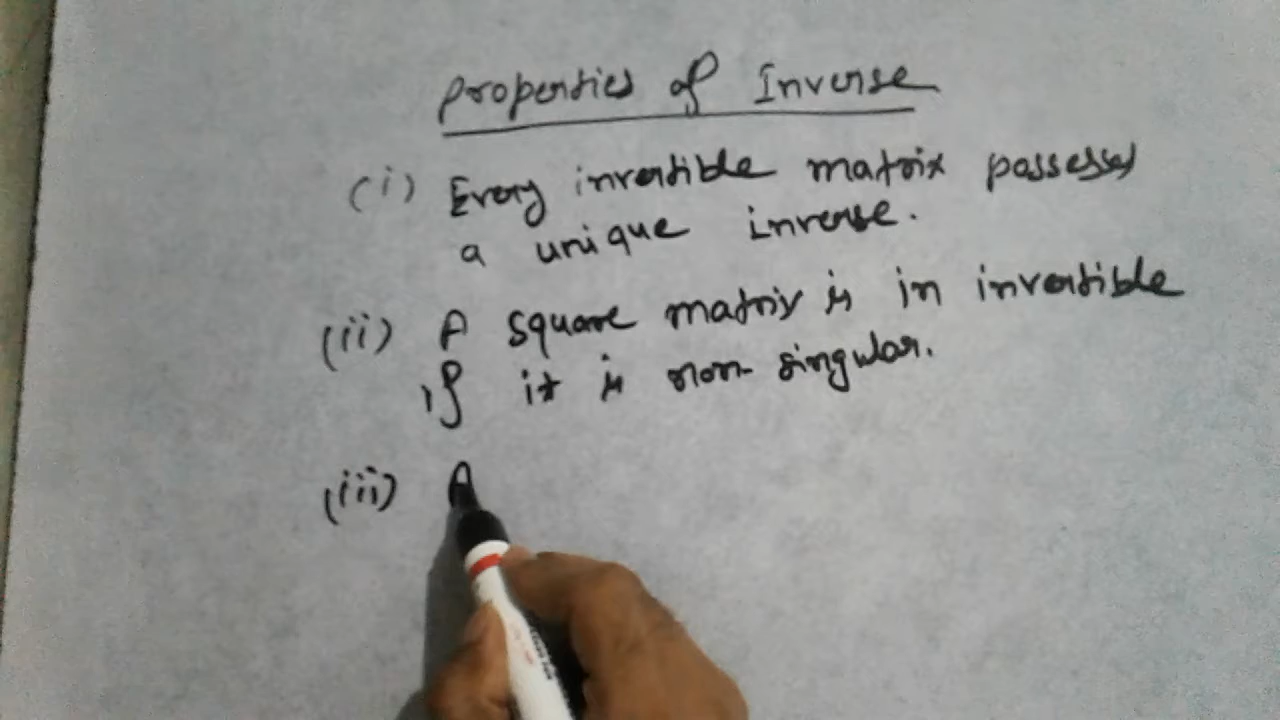 Properties of Inverse
(i) Every invertible matrix possesses
a unique inverse.
(ii) A square matrix is in invertible
if it is non-singular.
(iii) A